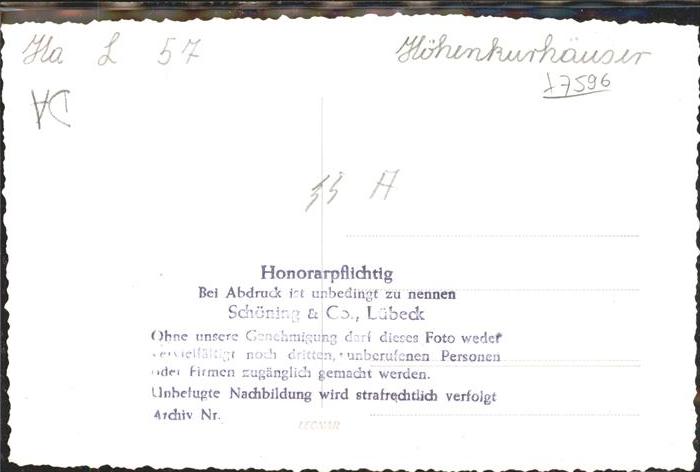 Ha L 57
Höhenkurhäuser
17596
A
Honorarpflichtig
Bei Abdruck ist unbedingt zu nennen
Schöning & Co., Lübeck
Ohne unsere Genehmigung darf dieses Foto weder
vervielfältigt noch dritten, unberufenen Personen
oder Firmen zugänglich gemacht werden.
Unbefugte Nachbildung wird strafrechtlich verfolgt
Archiv Nr.
LEONAR